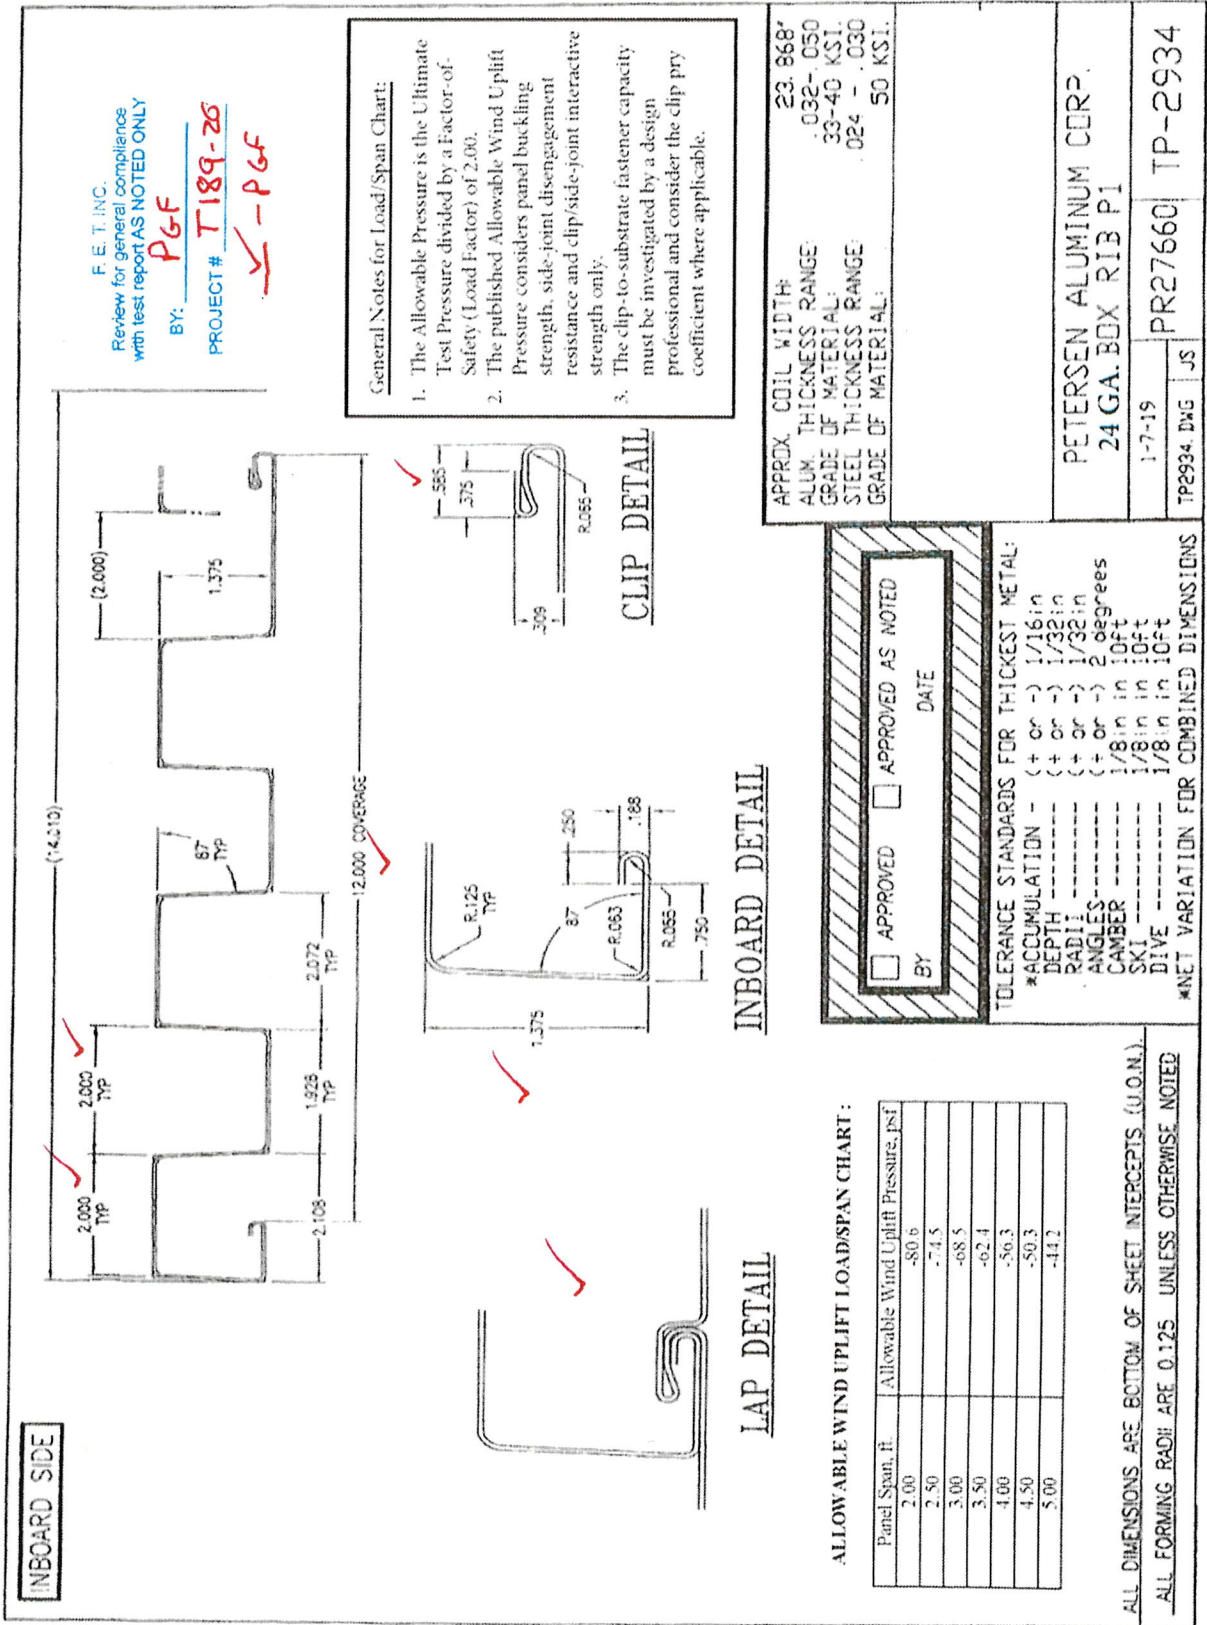 INBOARD SIDE
(14.010)
2.000
TYP
2.000
TYP
(2.000)
1.375
87
TYP
2.108
1.928
TYP
2.072
TYP
12.000 COVERAGE
F. E. T. INC.
Review for general compliance
with test report AS NOTED ONLY
BY: PGF
PROJECT # T189-20
-PGF
General Notes for Load/Span Chart:
1. The Allowable Pressure is the Ultimate
Test Pressure divided by a Factor-of-
Safety (Load Factor) of 2.00.
2. The published Allowable Wind Uplift
Pressure considers panel buckling
strength, side-joint disengagement
resistance and clip/side-joint interactive
strength only.
3. The clip-to-substrate fastener capacity
must be investigated by a design
professional and consider the clip pry
coefficient where applicable.
LAP DETAIL
1.375
R.125
TYP
87
R.063
R.055
.750
.250
.188
INBOARD DETAIL
.585
.375
.309
R.055
CLIP DETAIL
ALLOWABLE WIND UPLIFT LOAD/SPAN CHART :
Panel Span, ft. Allowable Wind Uplift Pressure, psf
2.00 -80.6
2.50 -74.5
3.00 -68.5
3.50 -62.4
4.00 -56.3
4.50 -50.3
5.00 -44.2
ALL DIMENSIONS ARE BOTTOM OF SHEET INTERCEPTS (U.O.N.).
ALL FORMING RADII ARE 0.125 UNLESS OTHERWISE NOTED
APPROVED APPROVED AS NOTED
BY DATE
TOLERANCE STANDARDS FOR THICKEST METAL:
*ACCUMULATION - (+ or -) 1/16in
DEPTH -------- (+ or -) 1/32in
RADII -------- (+ or -) 1/32in
ANGLES-------- (+ or -) 2 degrees
CAMBER -------- 1/8in in 10ft
SKI -------- 1/8in in 10ft
DIVE -------- 1/8in in 10ft
*NET VARIATION FOR COMBINED DIMENSIONS
APPROX. COIL WIDTH: 23.868"
ALUM. THICKNESS RANGE: .032-.050
GRADE OF MATERIAL: 33-40 KSI.
STEEL THICKNESS RANGE: .024 - .030
GRADE OF MATERIAL: 50 KSI.
PETERSEN ALUMINUM CORP.
24 GA. BOX RIB P1
1-7-19 PR27660 TP-2934
TP2934.DWG JS